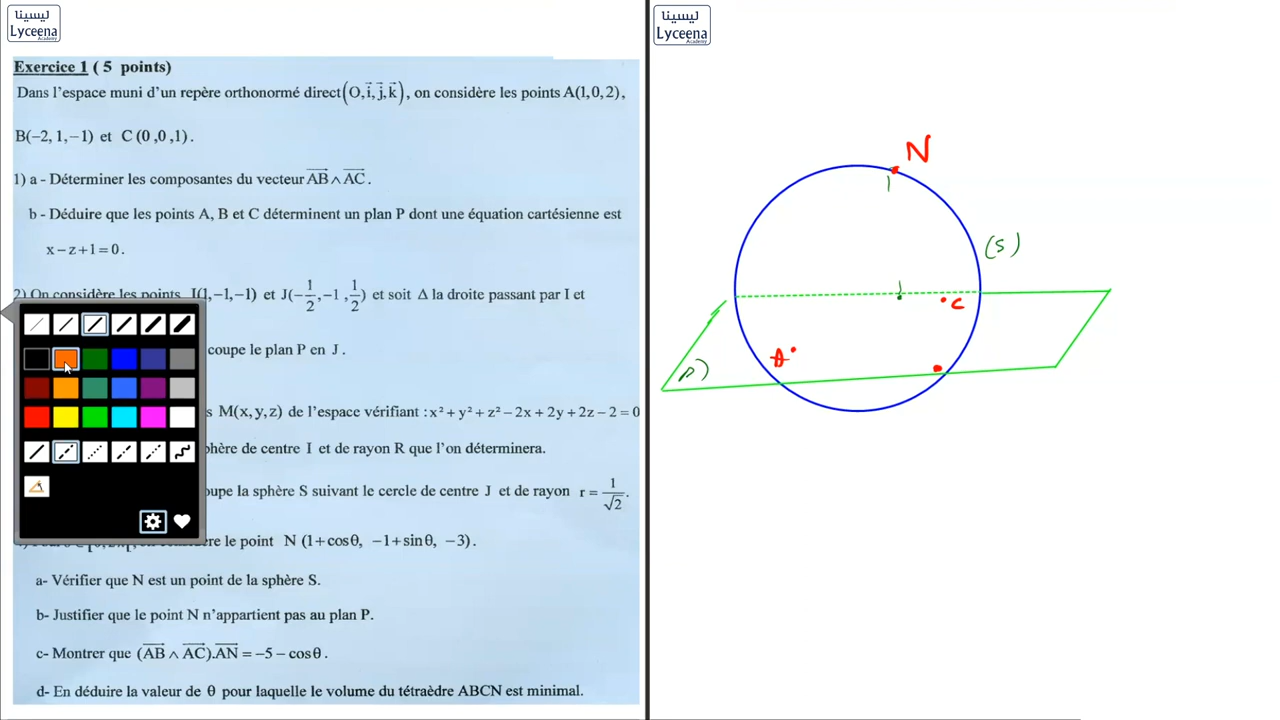 ليسينا
Lyceena
Academy
ليسينا
Lyceena
Academy
Exercice 1 ( 5 points)
Dans l'espace muni d'un repère orthonormé direct (O,i⃗,j⃗,k⃗), on considère les points A(1,0,2),
B(−2,1,−1) et C(0,0,1).
1) a - Déterminer les composantes du vecteur AB ∧ AC.
b - Déduire que les points A, B et C déterminent un plan P dont une équation cartésienne est
x − z + 1 = 0.
2) On considère les points I(1,−1,−1) et J(−1/2, −1, 1/2) et soit Δ la droite passant par I et
coupe le plan P en J.
M(x,y,z) de l'espace vérifiant : x² + y² + z² − 2x + 2y + 2z − 2 = 0
hère de centre I et de rayon R que l'on déterminera.
oupe la sphère S suivant le cercle de centre J et de rayon r = 1/√2.
le point N (1+cosθ, −1+sinθ, −3).
a- Vérifier que N est un point de la sphère S.
b- Justifier que le point N n'appartient pas au plan P.
c- Montrer que (AB ∧ AC).AN = −5 − cosθ.
d- En déduire la valeur de θ pour laquelle le volume du tétraèdre ABCN est minimal.
N
(S)
C
A
P)